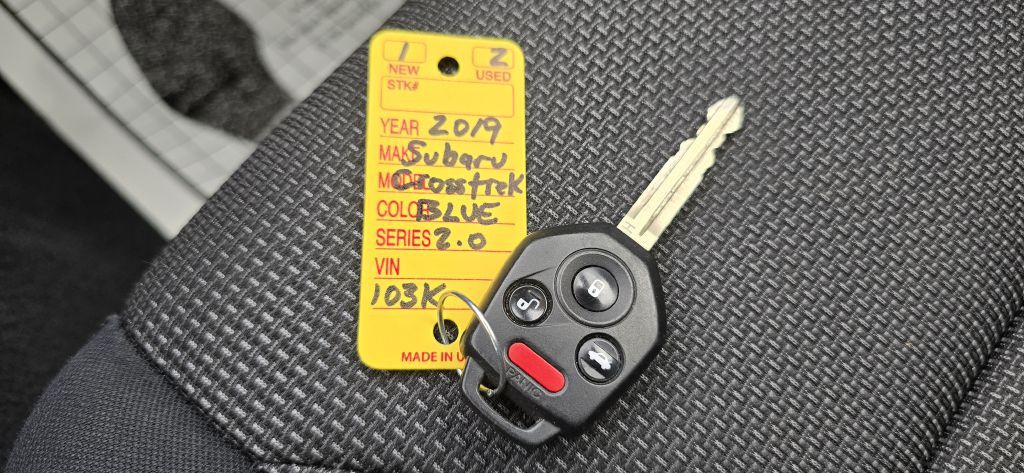 1 2
NEW USED
STK#
YEAR 2019
MAKE Subaru
MODEL Crosstrek
COLOR BLUE
SERIES 2.0
VIN
103K
MADE IN U
PANIC
H